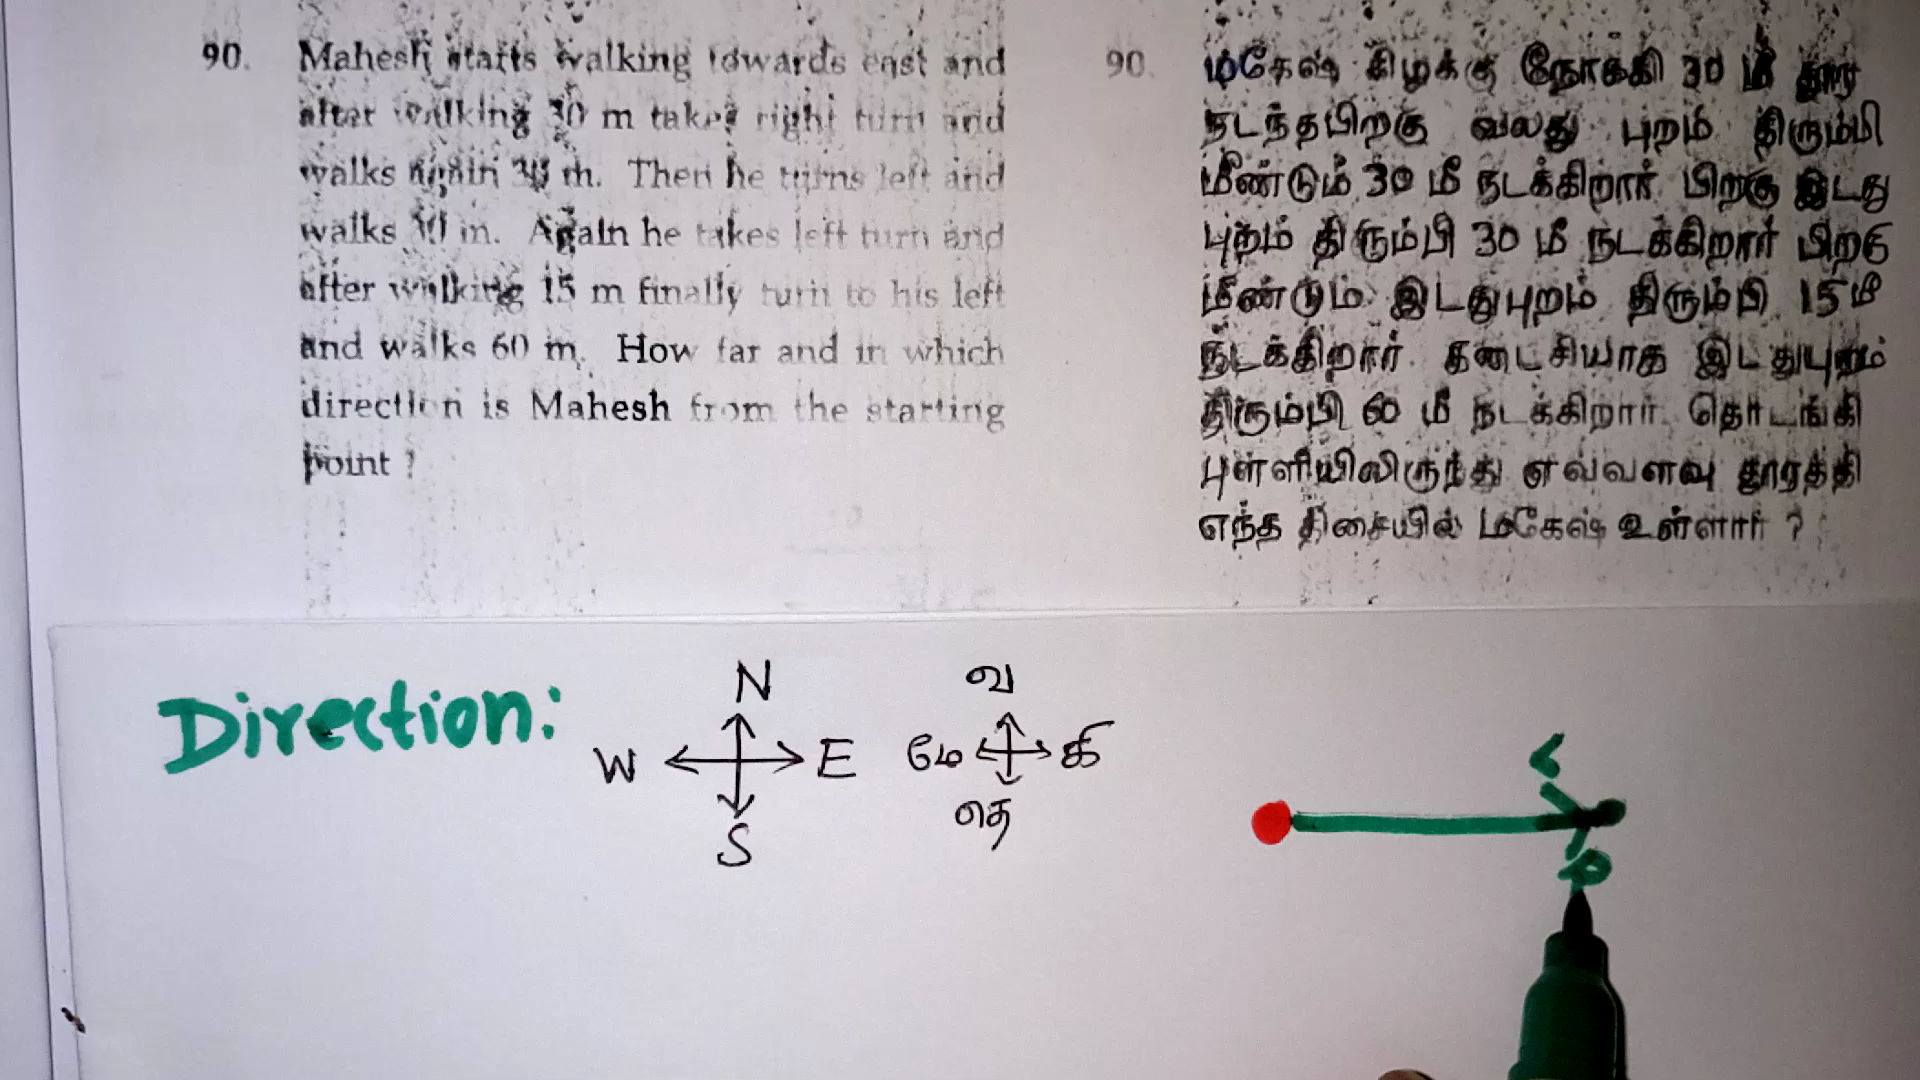 90. Mahesh starts walking towards east and
after walking 30 m takes right turn and
walks again 30 m. Then he turns left and
walks 30 m. Again he takes left turn and
after walking 15 m finally turn to his left
and walks 60 m. How far and in which
direction is Mahesh from the starting
point ?
90. மகேஷ் கிழக்கு நோக்கி 30 மீ தூர
நடந்தபிறகு வலது புறம் திரும்பி
மீண்டும் 30 மீ நடக்கிறார் பிறகு இடது
புறம் திரும்பி 30 மீ நடக்கிறார் பிறகு
மீண்டும் இடதுபுறம் திரும்பி 15 மீ
நடக்கிறார் கடைசியாக இடதுபுறம்
திரும்பி 60 மீ நடக்கிறார் தொடங்கி
புள்ளியிலிருந்து எவ்வளவு தூரத்தி
எந்த திசையில் மகேஷ் உள்ளார் ?
Direction:
N
W E
S
வ
மே கி
தெ
L